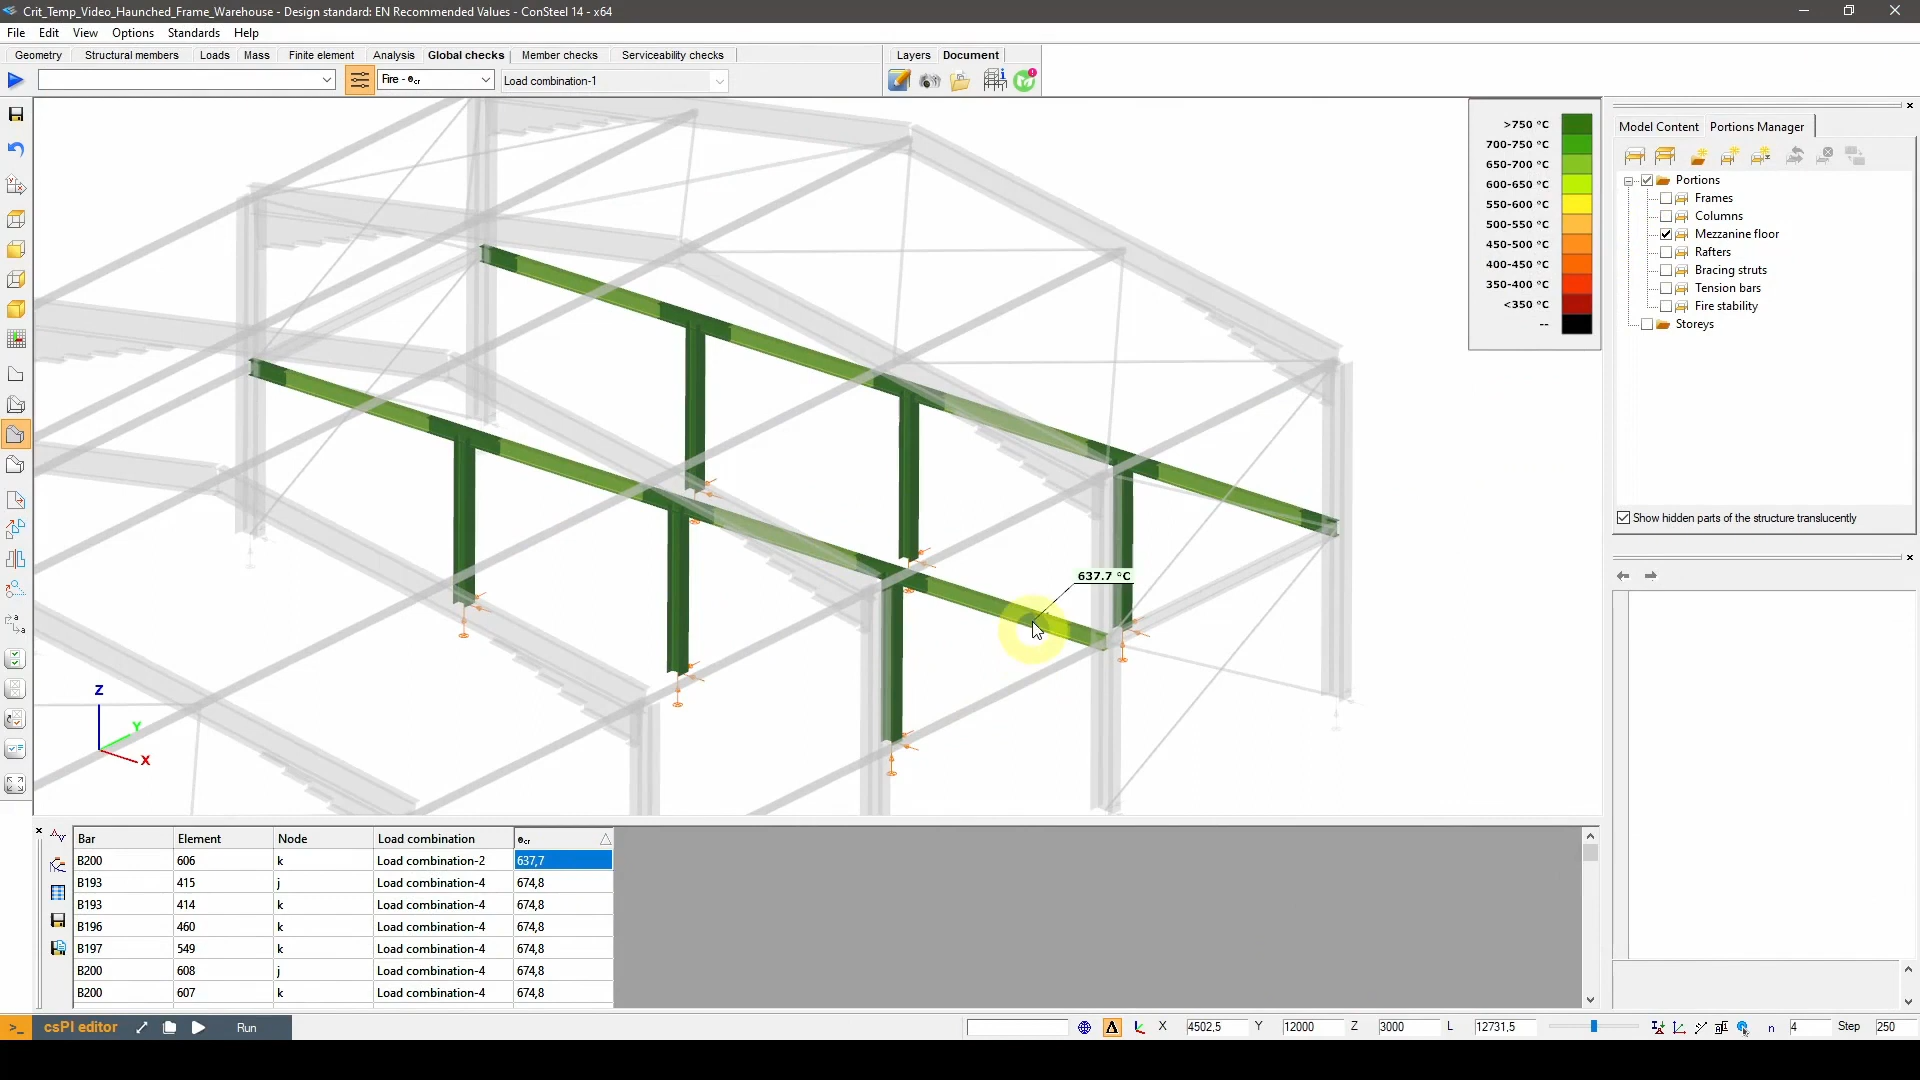 Crit_Temp_Video_Haunched_Frame_Warehouse - Design standard: EN Recommended Values - ConSteel 14 - x64
File Edit View Options Standards Help
Geometry Structural members Loads Mass Finite element Analysis Global checks Member checks Serviceability checks Layers Document
Fire - Θcr Load combination-1
>750 °C
700-750 °C
650-700 °C
600-650 °C
550-600 °C
500-550 °C
450-500 °C
400-450 °C
350-400 °C
<350 °C
--
Model Content Portions Manager
Portions
Frames
Columns
Mezzanine floor
Rafters
Bracing struts
Tension bars
Fire stability
Storeys
Show hidden parts of the structure translucently
637.7 °C
Z
Y
X
Bar Element Node Load combination Θcr
B200 606 k Load combination-2 637,7
B193 415 j Load combination-4 674,8
B193 414 k Load combination-4 674,8
B196 460 k Load combination-4 674,8
B197 549 k Load combination-4 674,8
B200 608 j Load combination-4 674,8
B200 607 k Load combination-4 674,8
>_ csPI editor Run
X 4502,5 Y 12000 Z 3000 L 12731,5 n 4 Step 250